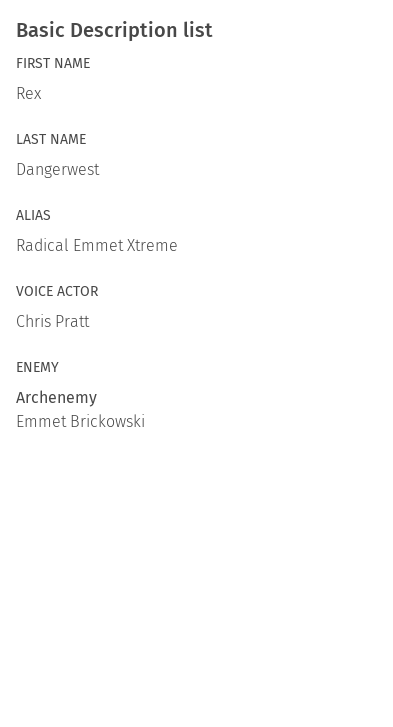 Basic Description list
FIRST NAME
Rex
LAST NAME
Dangerwest
ALIAS
Radical Emmet Xtreme
VOICE ACTOR
Chris Pratt
ENEMY
Archenemy
Emmet Brickowski